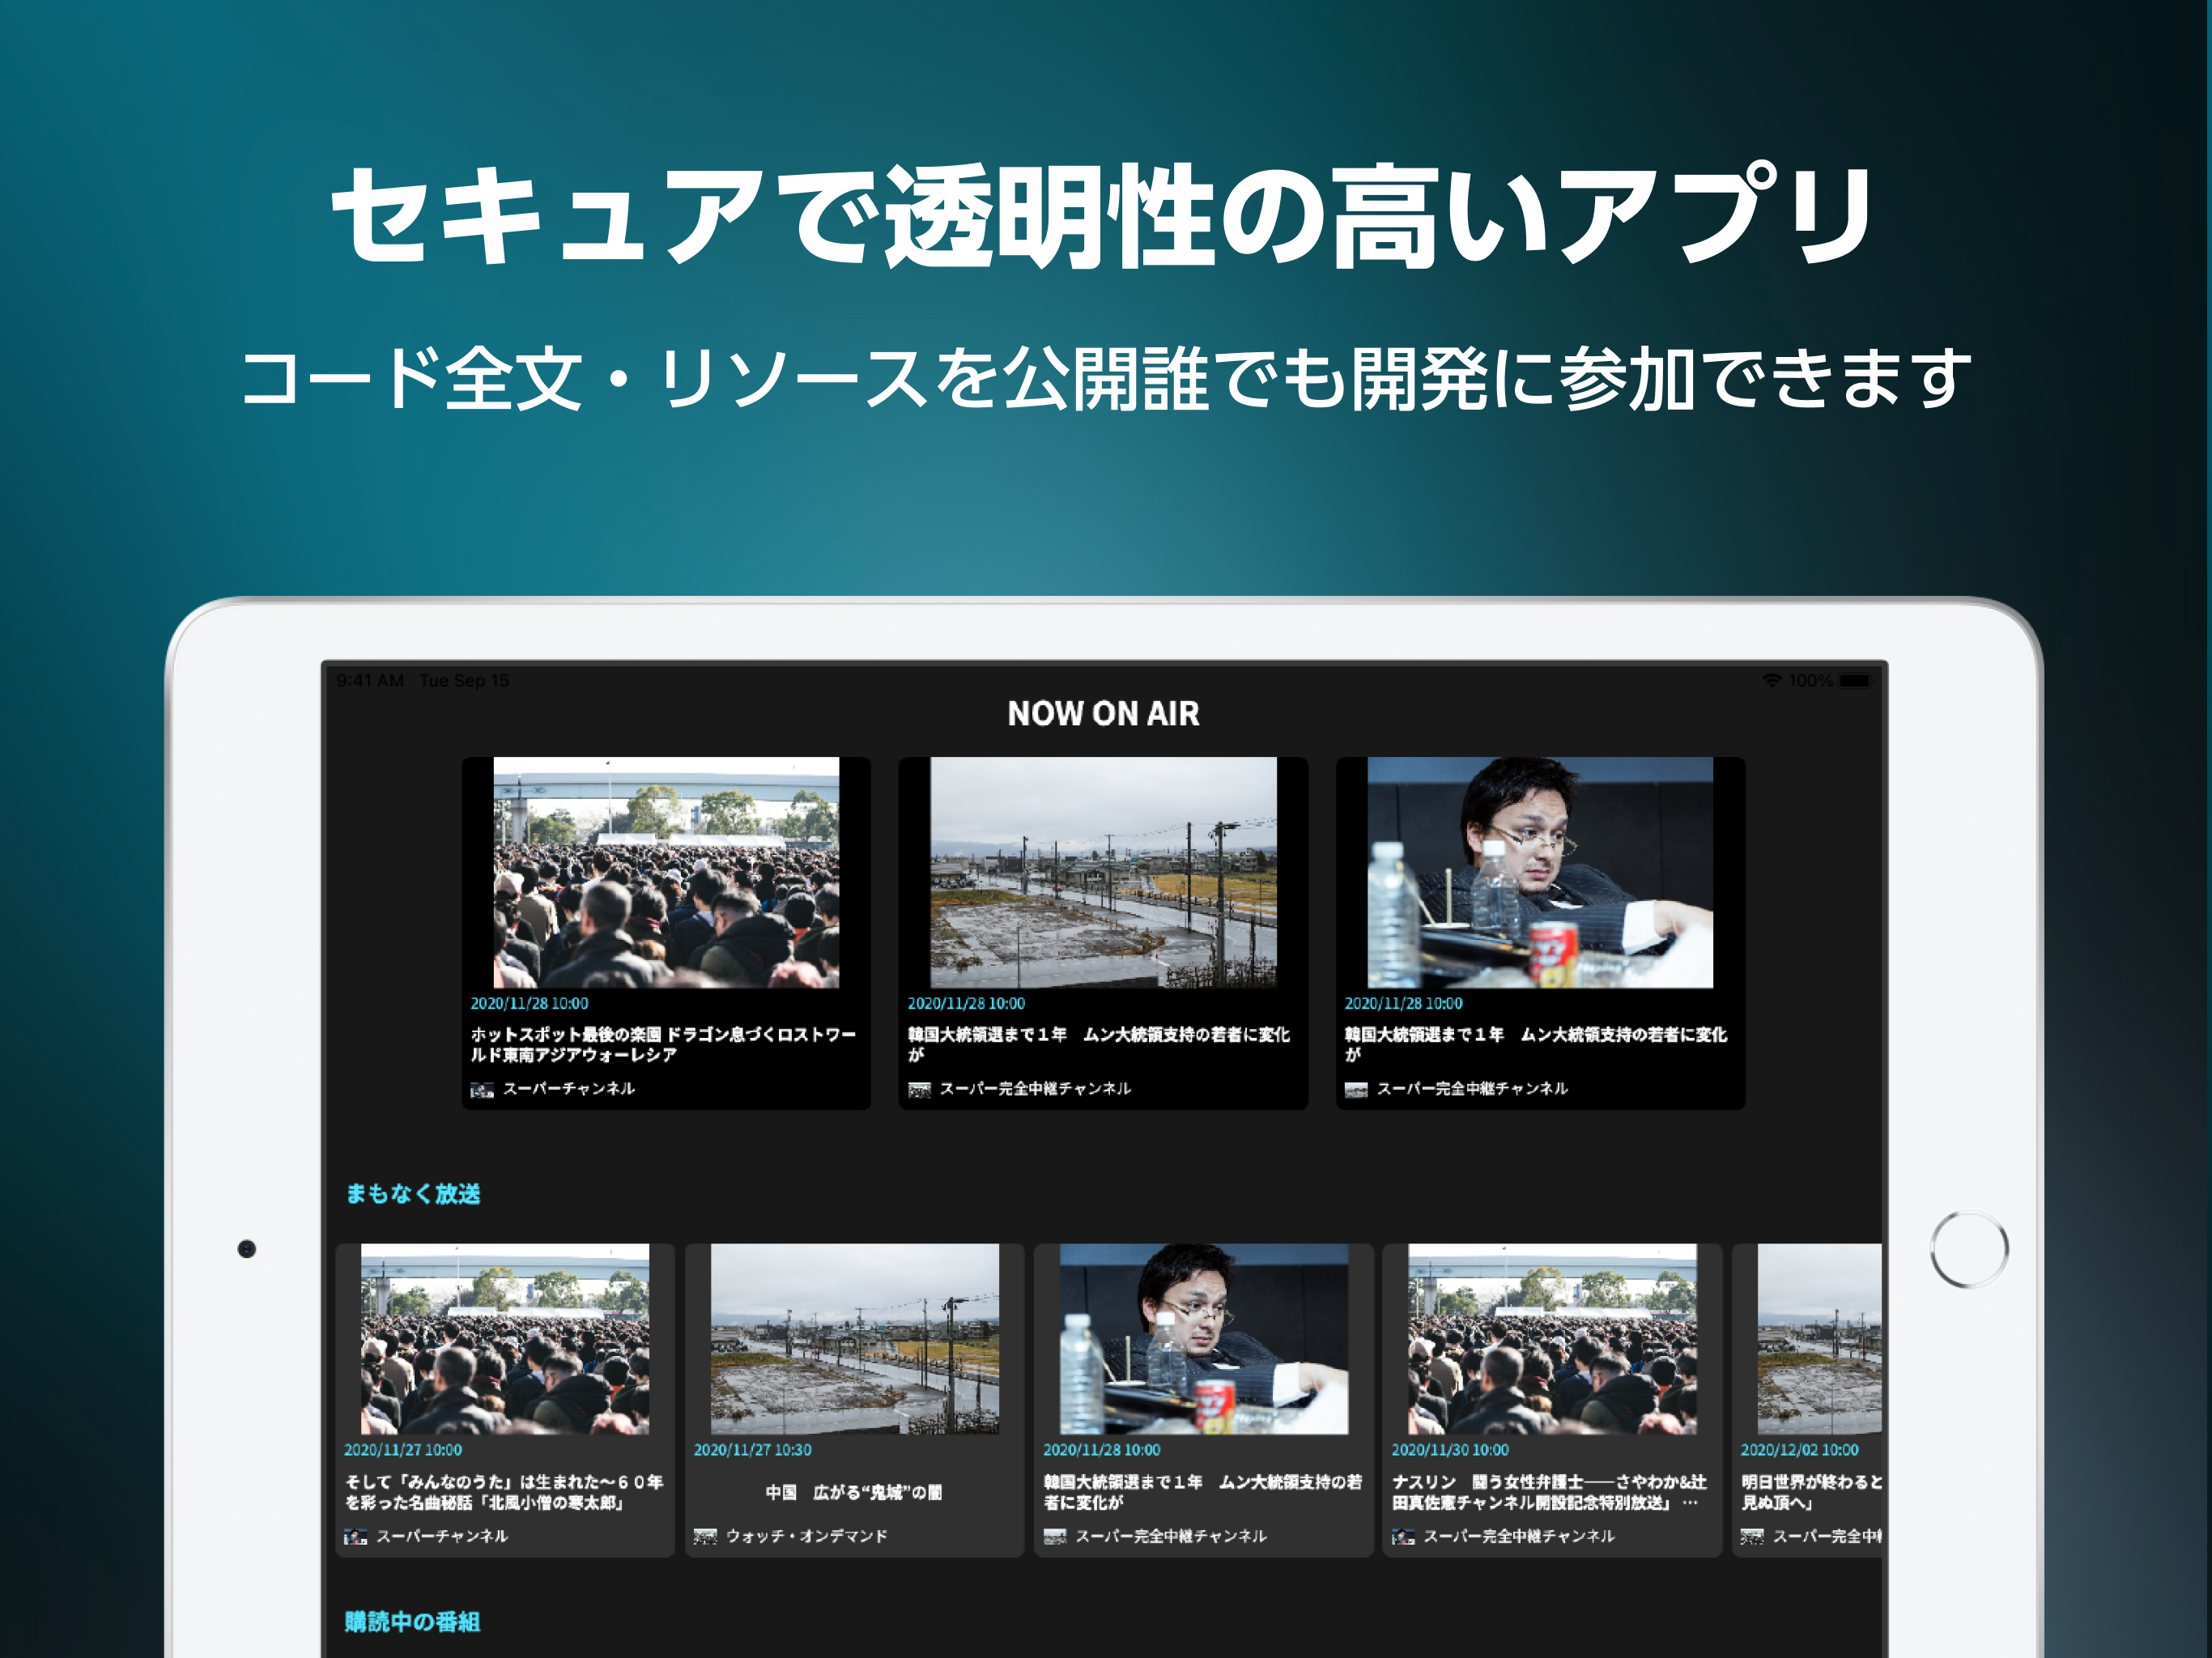 セキュアで透明性の高いアプリ
コード全文・リソースを公開誰でも開発に参加できます
9:41 AM Tue Sep 15
100%
NOW ON AIR
2020/11/28 10:00
ホットスポット最後の楽園 ドラゴン息づくロストワー
ルド東南アジアウォーレシア
スーパーチャンネル
2020/11/28 10:00
韓国大統領選まで１年　ムン大統領支持の若者に変化
が
スーパー完全中継チャンネル
2020/11/28 10:00
韓国大統領選まで１年　ムン大統領支持の若者に変化
が
スーパー完全中継チャンネル
まもなく放送
2020/11/27 10:00
そして「みんなのうた」は生まれた～６０年
を彩った名曲秘話「北風小僧の寒太郎」
スーパーチャンネル
2020/11/27 10:30
中国　広がる“鬼城”の闇
ウォッチ・オンデマンド
2020/11/28 10:00
韓国大統領選まで１年　ムン大統領支持の若
者に変化が
スーパー完全中継チャンネル
2020/11/30 10:00
ナスリン　闘う女性弁護士――さやわか&辻
田真佐憲チャンネル開設記念特別放送」 …
スーパー完全中継チャンネル
2020/12/02 10:00
明日世界が終わると
見ぬ頂へ」
スーパー完全中
購読中の番組